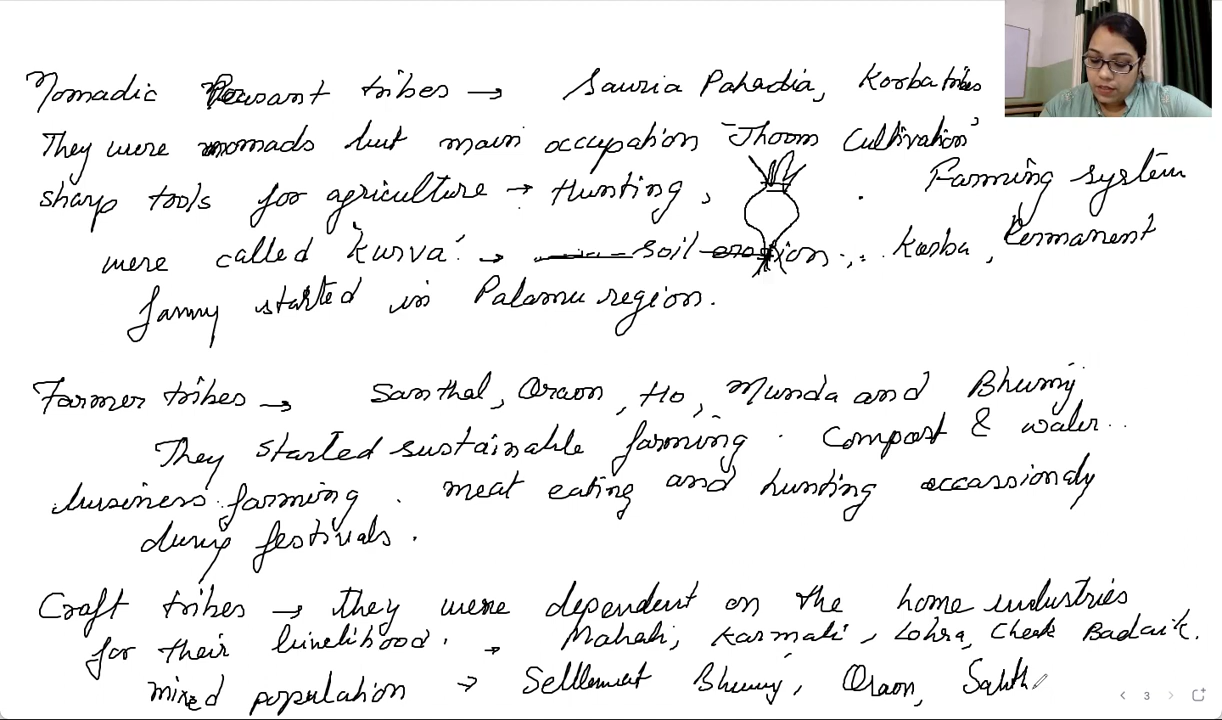 Nomadic Peasant tribes → Sauria Pahadia, Korba tribes
They were nomads but main occupation "Jhoom Cultivation"
sharp tools for agriculture → Hunting, . Farming system
were called 'kurva' → soil erosion .,. Korba, Permanent
started in Palamu region.
Farmer tribes → Santhal, Oraon, Ho, Munda and Bhumij
They started sustainable farming . Compost & water..
business farming . meat eating and hunting occassionly
during festivals.
Craft tribes → they were dependent on the home industries
for their livelihood. → Mahali, Karmali, Lohra, Cheek Badaik.
mixed population → Settlement Bhumij, Oraon, Santh
3